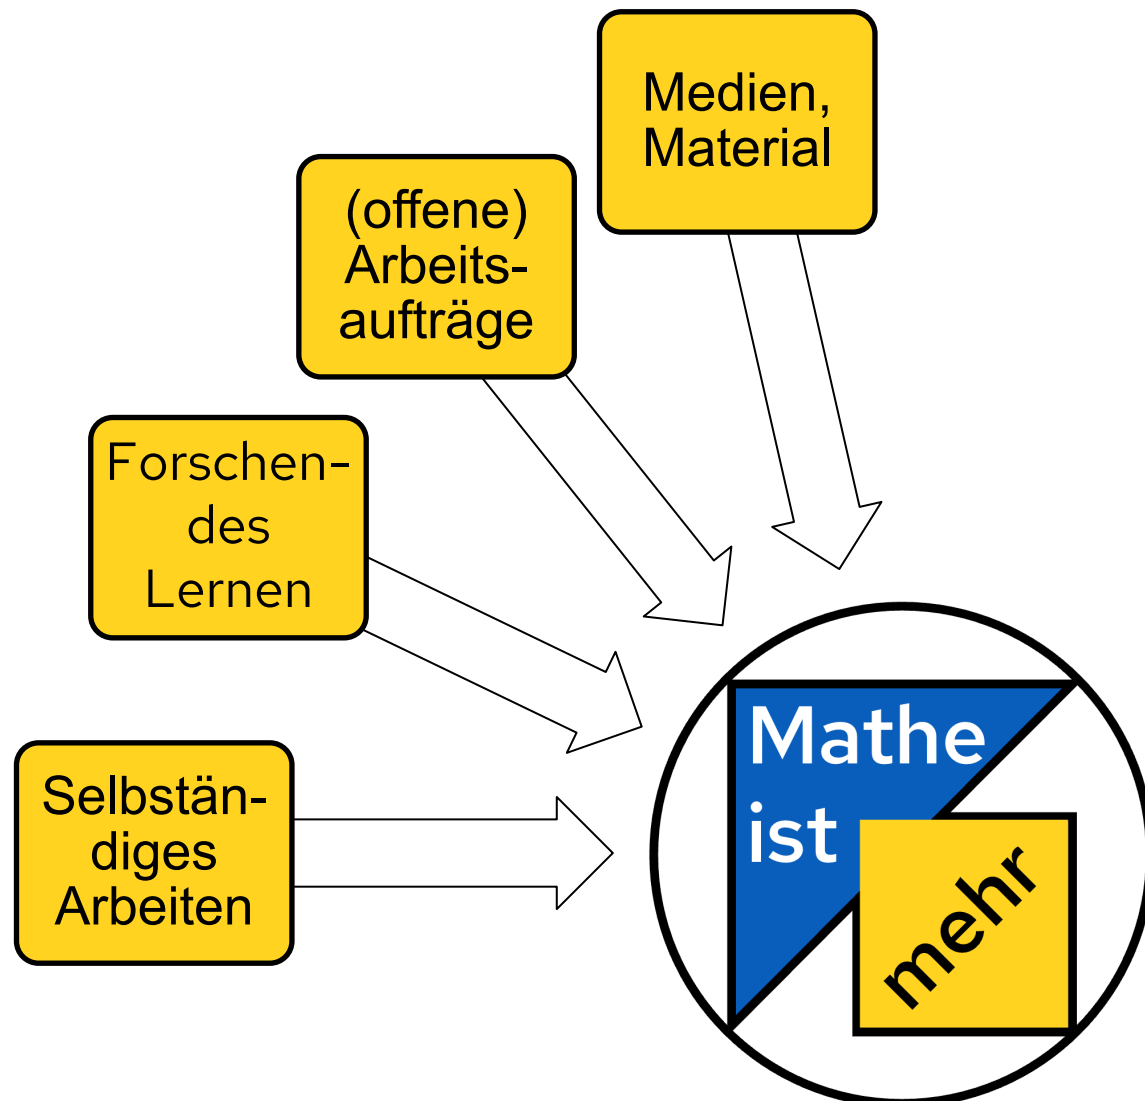 Medien,
Material
(offene)
Arbeits-
aufträge
Forschen-
des
Lernen
Selbstän-
diges
Arbeiten
Mathe
ist
mehr